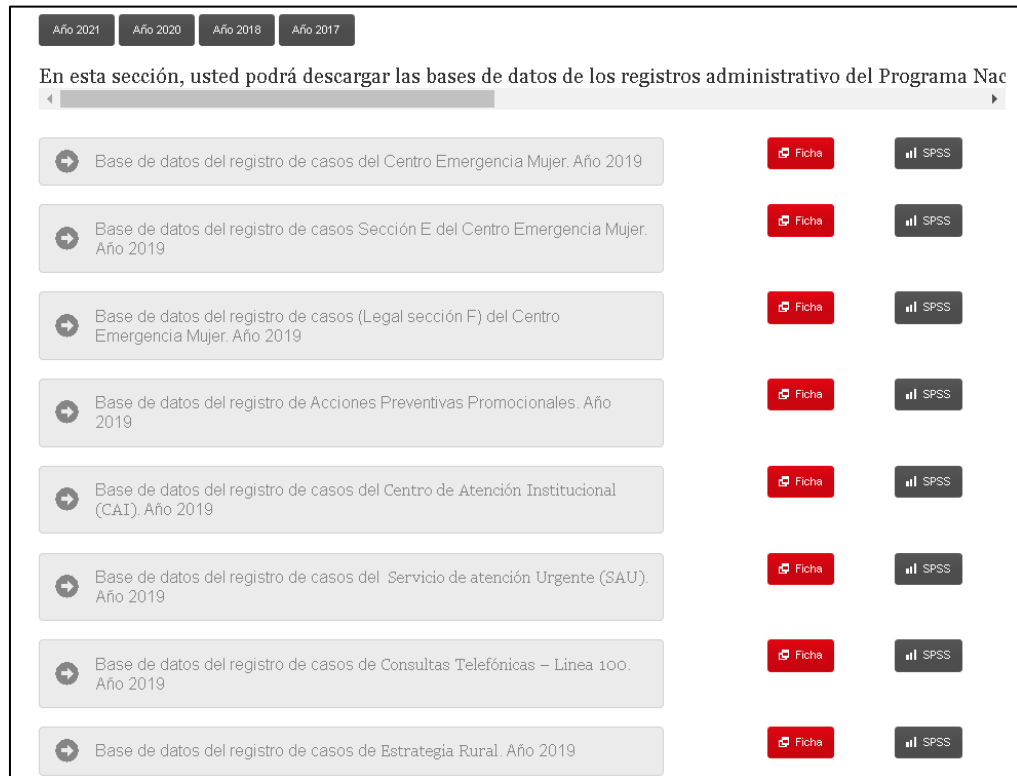 Año 2021 Año 2020 Año 2018 Año 2017
En esta sección, usted podrá descargar las bases de datos de los registros administrativo del Programa Nac
Base de datos del registro de casos del Centro Emergencia Mujer. Año 2019 Ficha SPSS
Base de datos del registro de casos Sección E del Centro Emergencia Mujer. Ficha SPSS
Año 2019
Base de datos del registro de casos (Legal sección F) del Centro Ficha SPSS
Emergencia Mujer. Año 2019
Base de datos del registro de Acciones Preventivas Promocionales. Año Ficha SPSS
2019
Base de datos del registro de casos del Centro de Atención Institucional Ficha SPSS
(CAI). Año 2019
Base de datos del registro de casos del Servicio de atención Urgente (SAU). Ficha SPSS
Año 2019
Base de datos del registro de casos de Consultas Telefónicas – Linea 100. Ficha SPSS
Año 2019
Base de datos del registro de casos de Estrategia Rural. Año 2019 Ficha SPSS